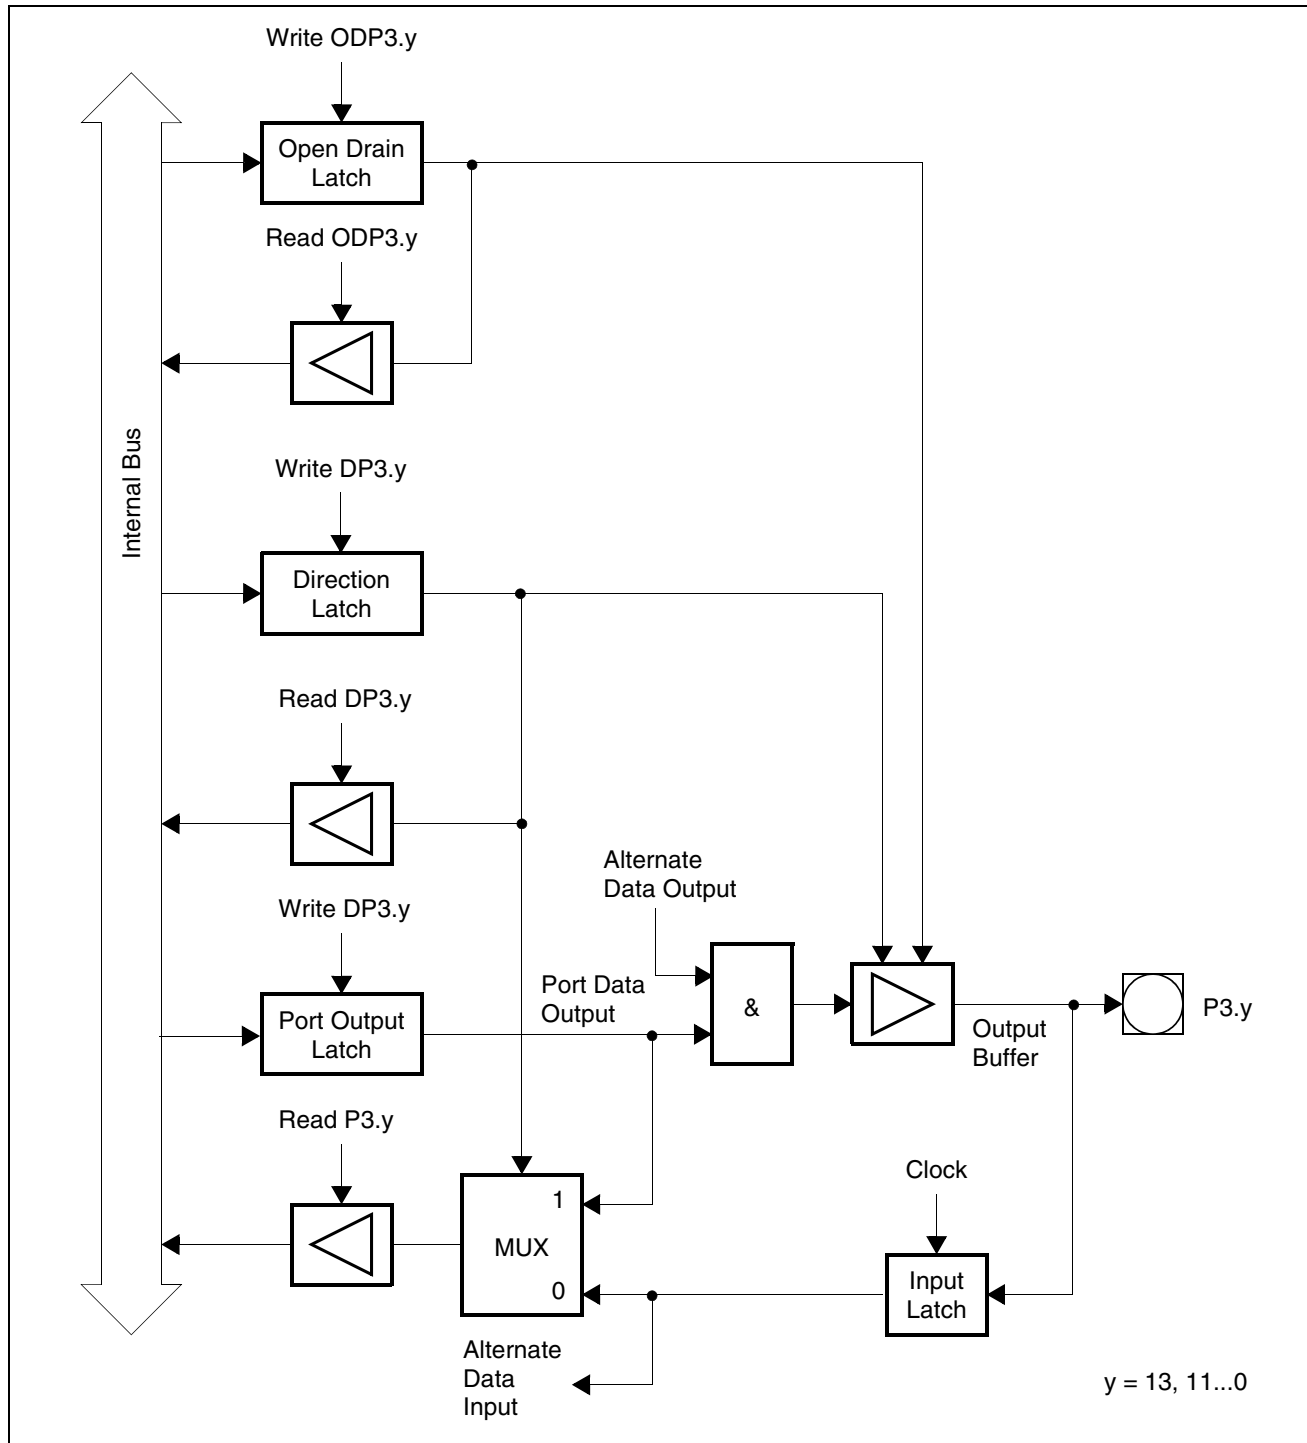 Write ODP3.y
Open Drain
Latch
Read ODP3.y
Internal Bus
Write DP3.y
Direction
Latch
Read DP3.y
Alternate
Data Output
Write DP3.y
Port Data
Output
&
Port Output
Latch
Output
Buffer
P3.y
Read P3.y
Clock
1
MUX
0
Input
Latch
Alternate
Data
Input
y = 13, 11...0